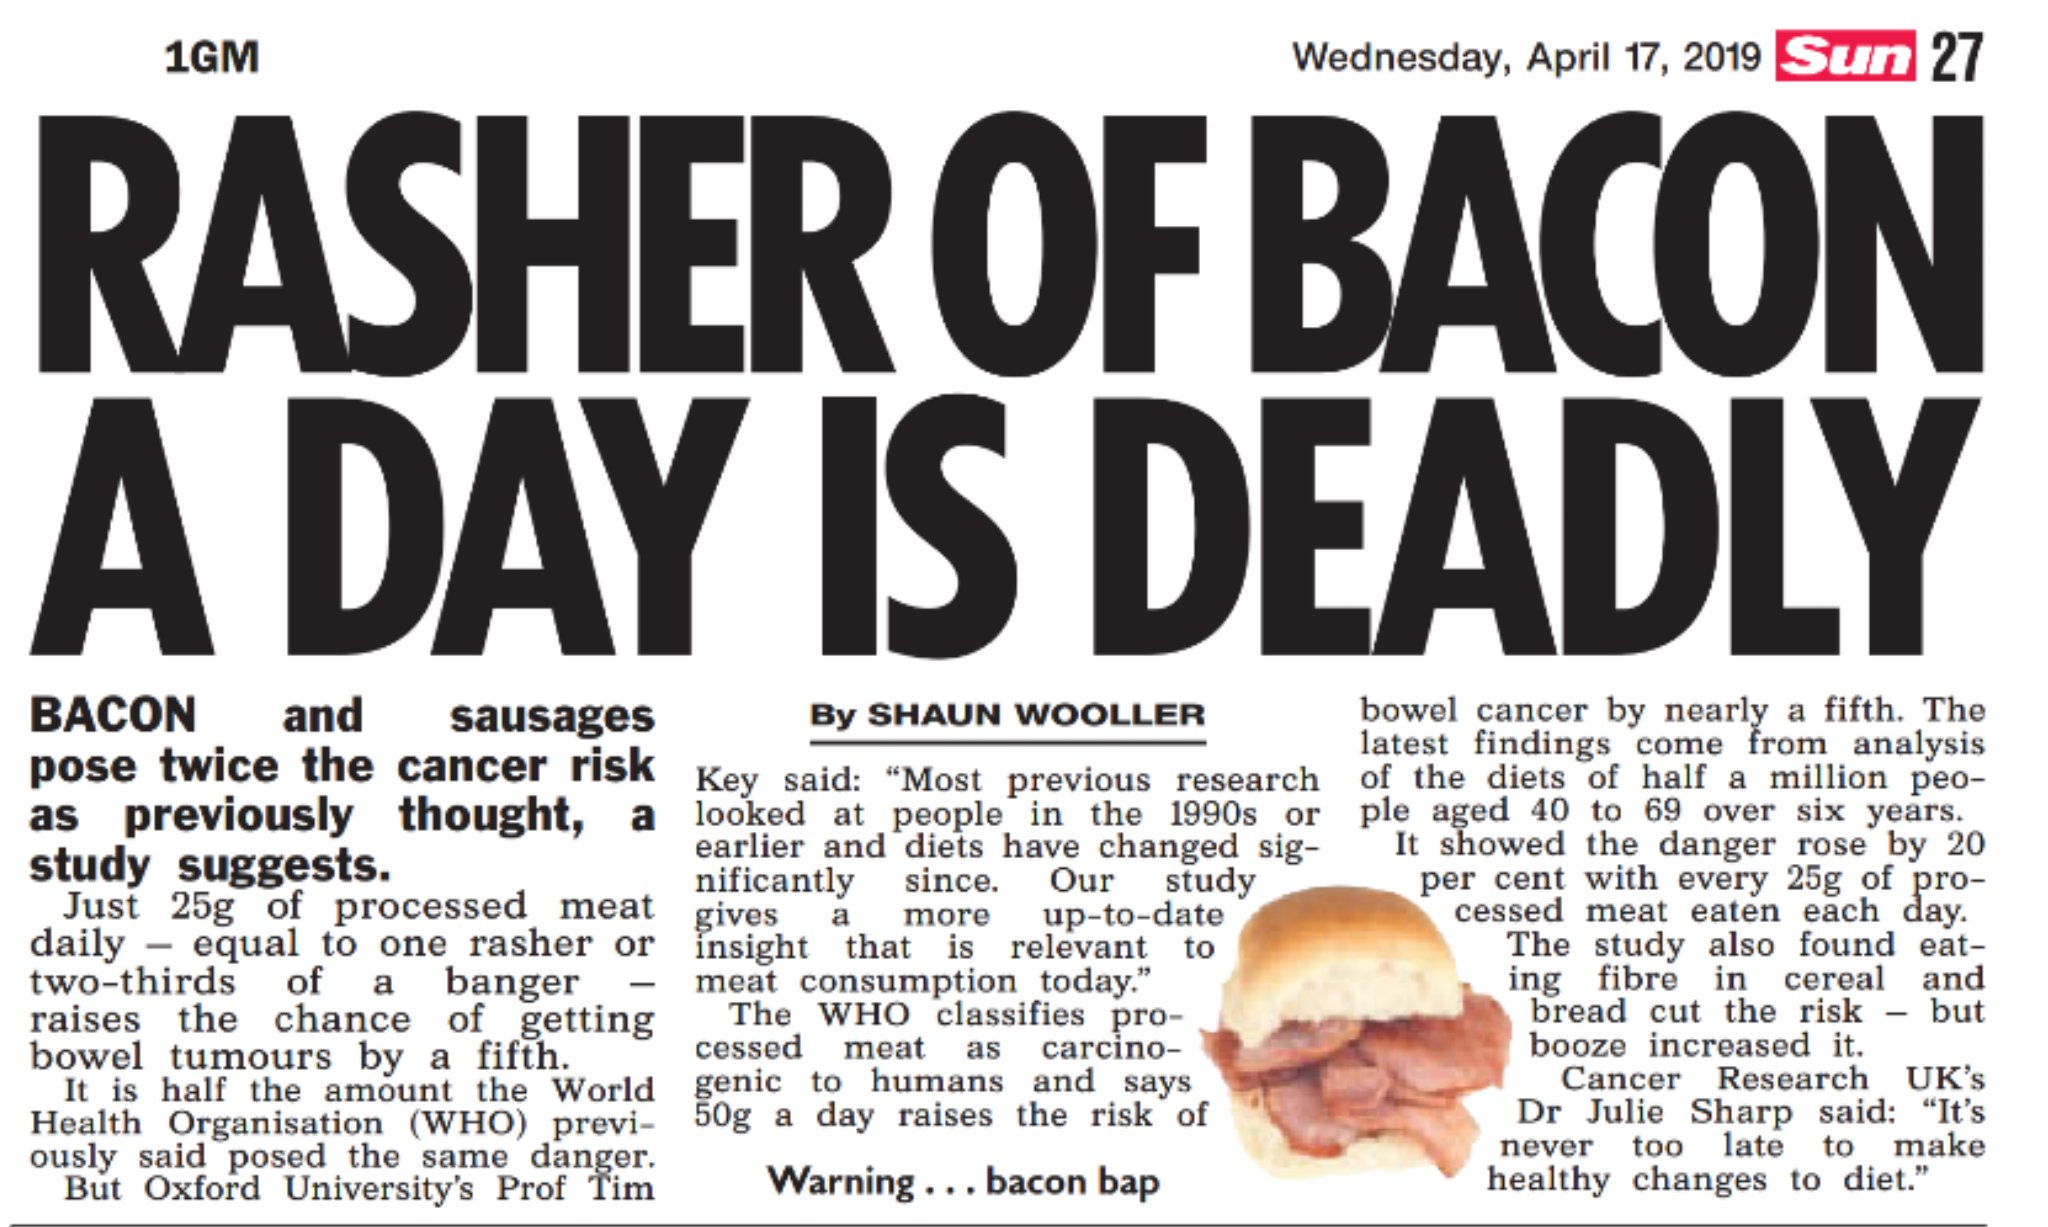 1GM
Wednesday, April 17, 2019 Sun 27
RASHER OF BACON
A DAY IS DEADLY
BACON and sausages
pose twice the cancer risk
as previously thought, a
study suggests.
Just 25g of processed meat
daily – equal to one rasher or
two-thirds of a banger –
raises the chance of getting
bowel tumours by a fifth.
It is half the amount the World
Health Organisation (WHO) previ-
ously said posed the same danger.
But Oxford University's Prof Tim
By SHAUN WOOLLER
Key said: “Most previous research
looked at people in the 1990s or
earlier and diets have changed sig-
nificantly since. Our study
gives a more up-to-date
insight that is relevant to
meat consumption today.”
The WHO classifies pro-
cessed meat as carcino-
genic to humans and says
50g a day raises the risk of
Warning . . . bacon bap
bowel cancer by nearly a fifth. The
latest findings come from analysis
of the diets of half a million peo-
ple aged 40 to 69 over six years.
It showed the danger rose by 20
per cent with every 25g of pro-
cessed meat eaten each day.
The study also found eat-
ing fibre in cereal and
bread cut the risk – but
booze increased it.
Cancer Research UK's
Dr Julie Sharp said: “It's
never too late to make
healthy changes to diet.”